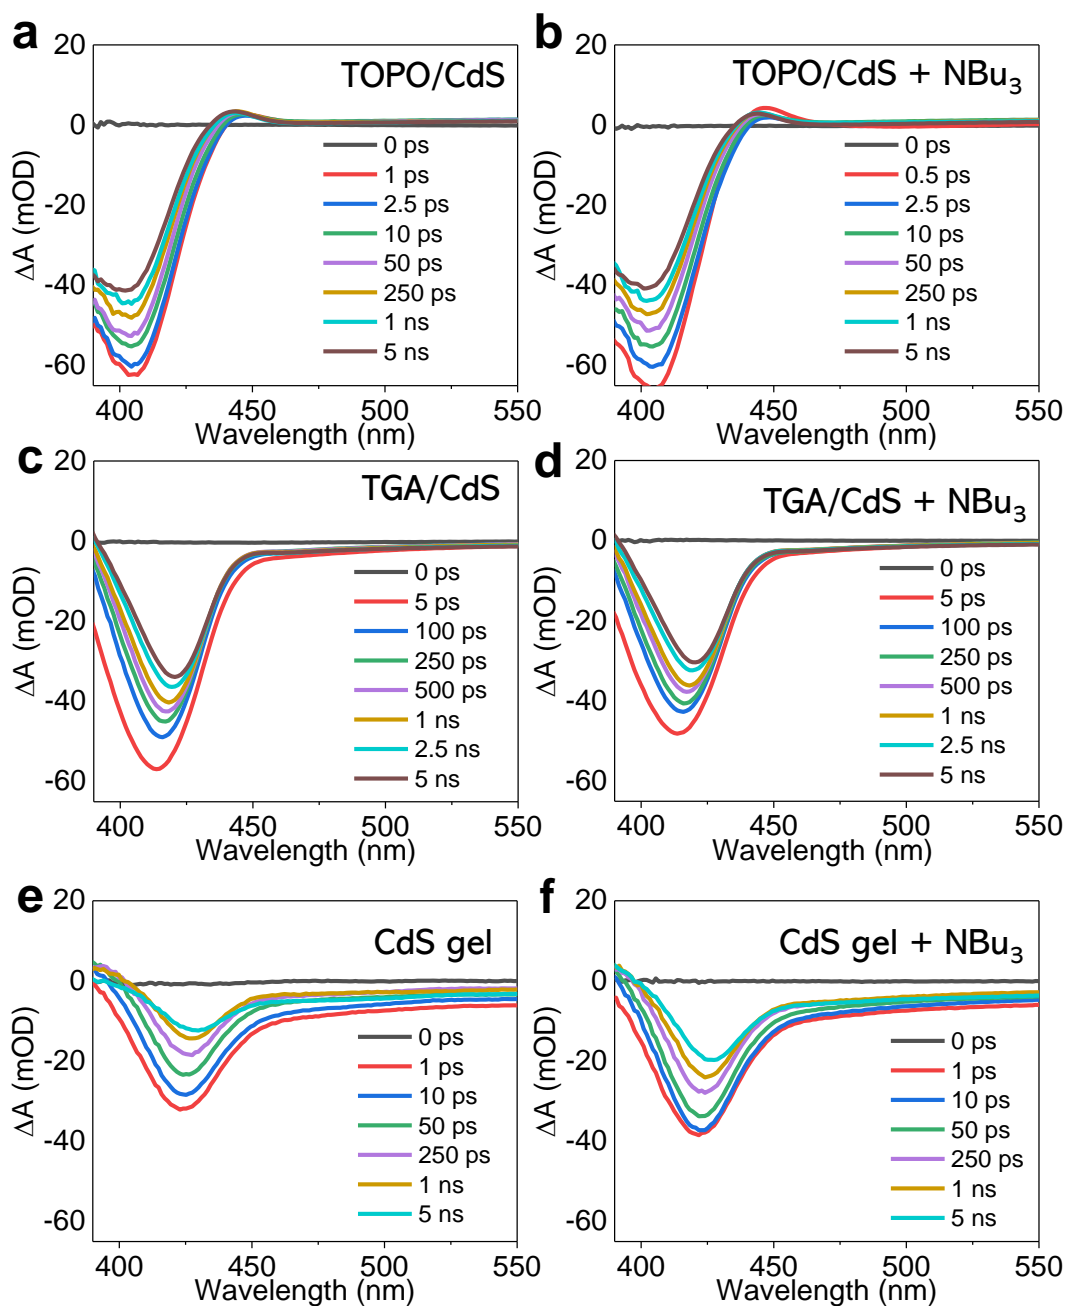 a
20
0
-20
-40
-60
ΔA (mOD)
TOPO/CdS
0 ps
1 ps
2.5 ps
10 ps
50 ps
250 ps
1 ns
5 ns
400 450 500 550
Wavelength (nm)
b
20
0
-20
-40
-60
ΔA (mOD)
TOPO/CdS + NBu₃
0 ps
0.5 ps
2.5 ps
10 ps
50 ps
250 ps
1 ns
5 ns
400 450 500 550
Wavelength (nm)
c
20
0
-20
-40
-60
ΔA (mOD)
TGA/CdS
0 ps
5 ps
100 ps
250 ps
500 ps
1 ns
2.5 ns
5 ns
400 450 500 550
Wavelength (nm)
d
20
0
-20
-40
-60
ΔA (mOD)
TGA/CdS + NBu₃
0 ps
5 ps
100 ps
250 ps
500 ps
1 ns
2.5 ns
5 ns
400 450 500 550
Wavelength (nm)
e
20
0
-20
-40
-60
ΔA (mOD)
CdS gel
0 ps
1 ps
10 ps
50 ps
250 ps
1 ns
5 ns
400 450 500 550
Wavelength (nm)
f
20
0
-20
-40
-60
ΔA (mOD)
CdS gel + NBu₃
0 ps
1 ps
10 ps
50 ps
250 ps
1 ns
5 ns
400 450 500 550
Wavelength (nm)